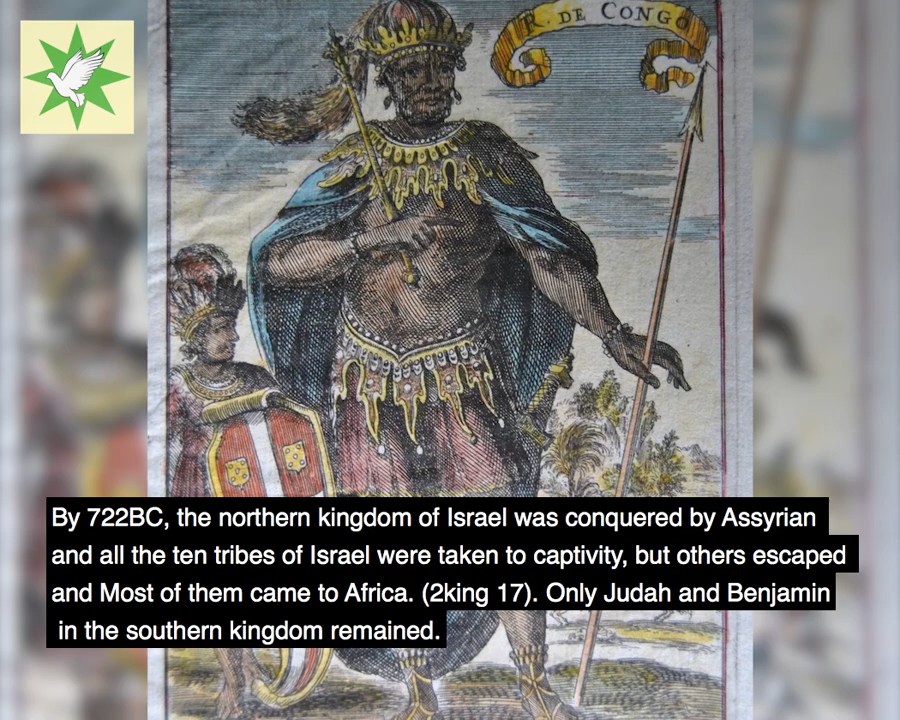 R. DE CONGO
By 722BC, the northern kingdom of Israel was conquered by Assyrian
and all the ten tribes of Israel were taken to captivity, but others escaped
and Most of them came to Africa. (2king 17). Only Judah and Benjamin
in the southern kingdom remained.